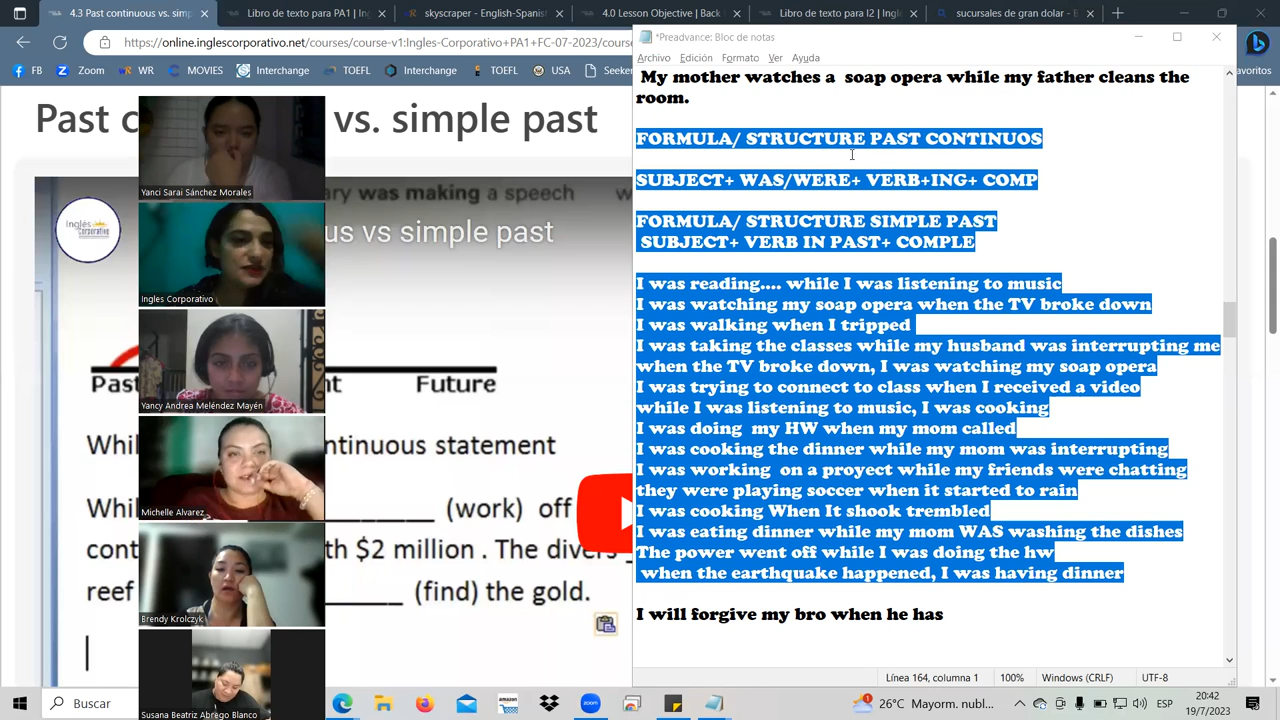 4.3 Past continuous vs.
Libro de texto PA1 | Ing
skyscraper - English-S
Libro de texto para I2 | In
sucursales de gran dolar -
https://online.inglescorporativo.net/courses/course-v1:Ingles-Corporativo+PA1+FC-07-2023/cours
FB
Zoom
WR
MOVIES
Interchange
TOEFL
Interchange
TOEFL
USA
Seeker
avoritos
Past c
vs. simple past
ary was making a speech
us vs simple past
Inglés
Corporativo
Past
nt
Future
Whil
ntinuous statement
Whil
(work) off
cont
th $2 million . The divers
reef
(find) the gold.
Yanci Sarai Sánchez Morales
Ingles Corporativo
Yancy Andrea Meléndez Mayén
Michelle Alvarez
Brendy Krolczyk
Susana Beatriz Abrego Blanco
*Preadvance: Bloc de notas
Archivo Edición Formato Ver Ayuda
My mother watches a  soap opera while my father cleans the
room.
FORMULA/ STRUCTURE PAST CONTINUOS
SUBJECT+ WAS/WERE+ VERB+ING+ COMP
FORMULA/ STRUCTURE SIMPLE PAST
SUBJECT+ VERB IN PAST+ COMPLE
I was reading.... while I was listening to music
I was watching my soap opera when the TV broke down
I was walking when I tripped
I was taking the classes while my husband was interrupting me
when the TV broke down, I was watching my soap opera
I was trying to connect to class when I received a video
while I was listening to music, I was cooking
I was doing  my HW when my mom called
I was cooking the dinner while my mom was interrupting
I was working  on a proyect while my friends were chatting
they were playing soccer when it started to rain
I was cooking When It shook trembled
I was eating dinner while my mom WAS washing the dishes
The power went off while I was doing the hw
when the earthquake happened, I was having dinner
I will forgive my bro when he has
Línea 164, columna 1
100%
Windows (CRLF)
UTF-8
Buscar
amazon
zoom
1
26°C Mayorm. nubl...
ESP
20:42
19/7/2023